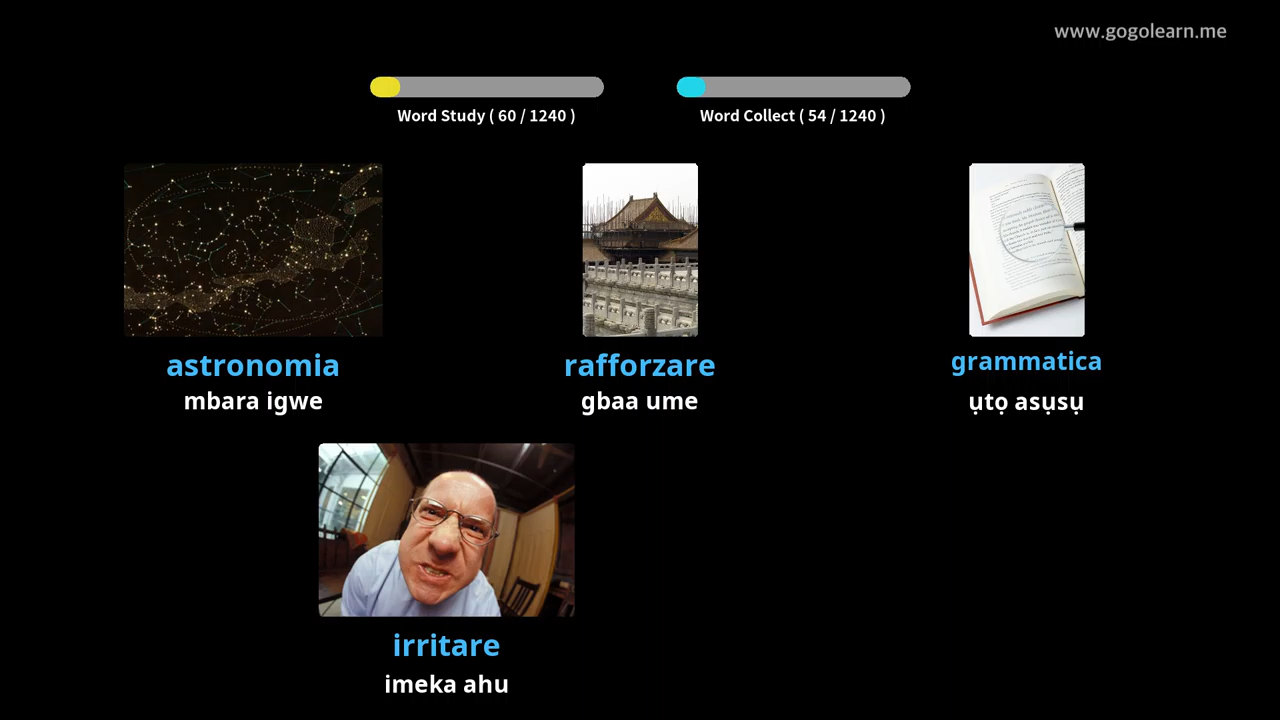 www.gogolearn.me
Word Study ( 60 / 1240 )
Word Collect ( 54 / 1240 )
astronomia
mbara igwe
rafforzare
gbaa ume
grammatica
ụtọ asụsụ
irritare
imeka ahu